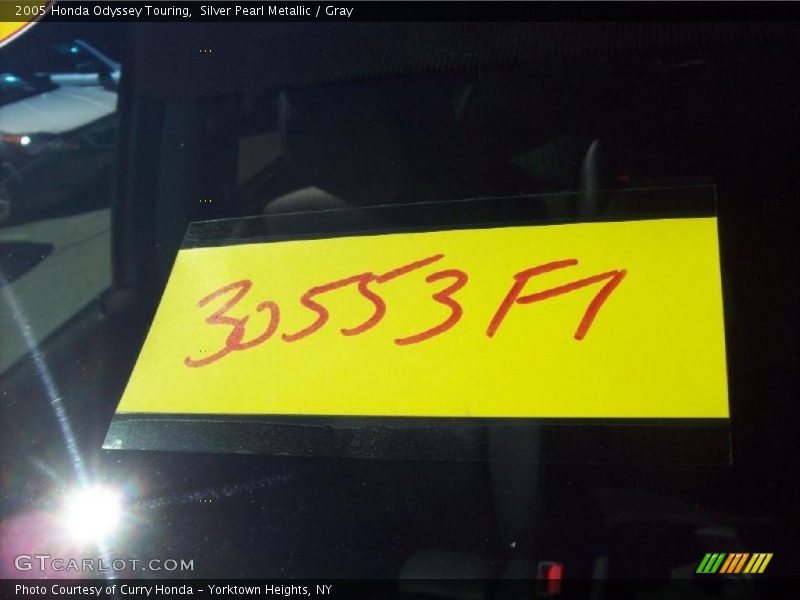 2005 Honda Odyssey Touring,  Silver Pearl Metallic / Gray
30553F1
GTCARLOT.COM
Photo Courtesy of Curry Honda - Yorktown Heights, NY